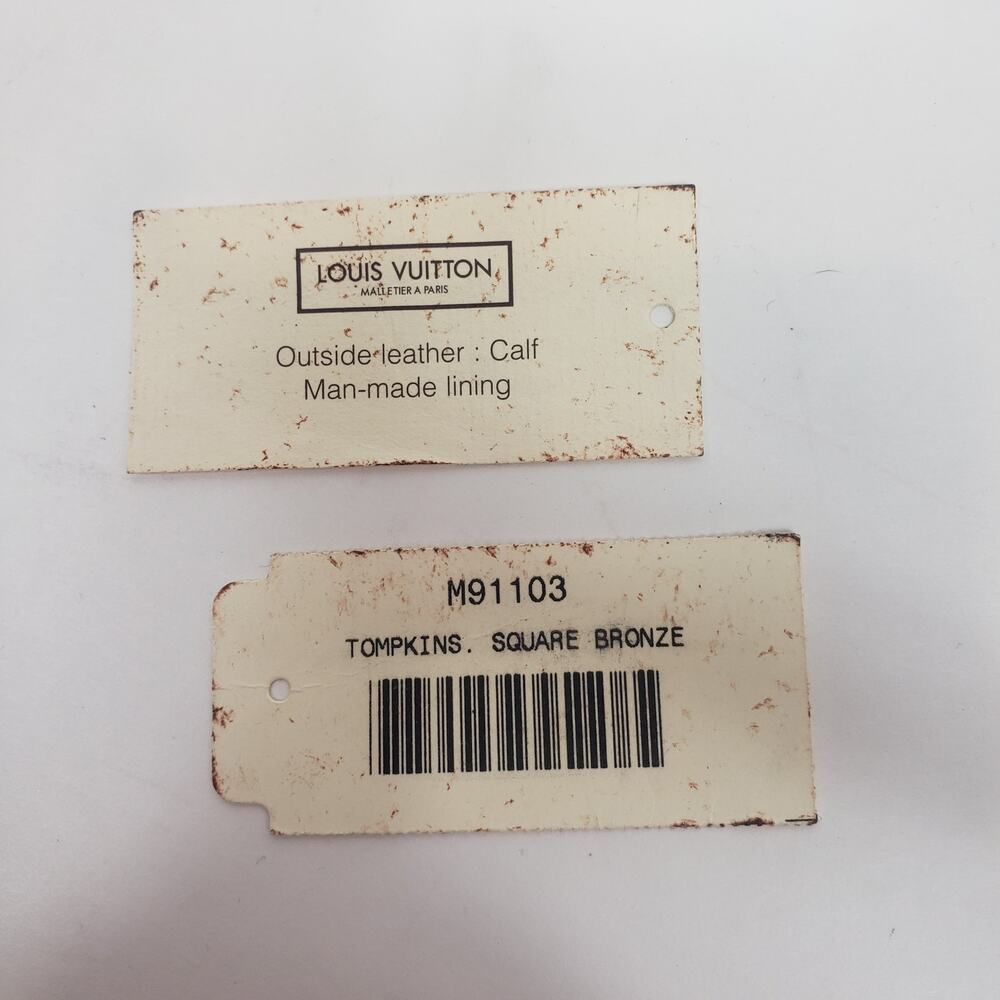 LOUIS VUITTON
MALLETIER A PARIS
Outside leather : Calf
Man-made lining
M91103
TOMPKINS. SQUARE BRONZE